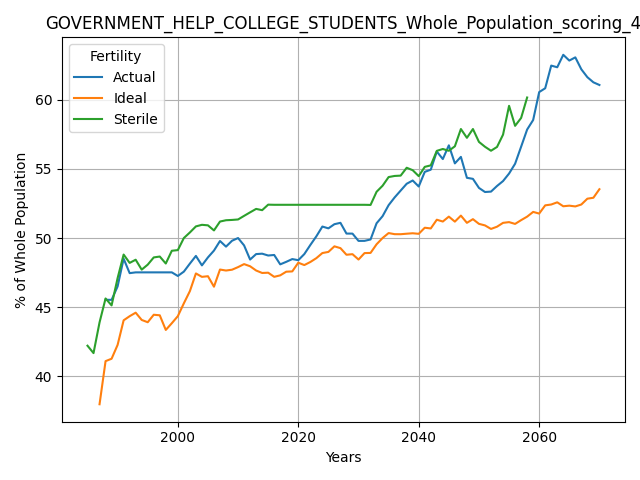 GOVERNMENT_HELP_COLLEGE_STUDENTS_Whole_Population_scoring_4
Fertility
Actual
Ideal
Sterile
% of Whole Population
60
55
50
45
40
2000 2020 2040 2060
Years